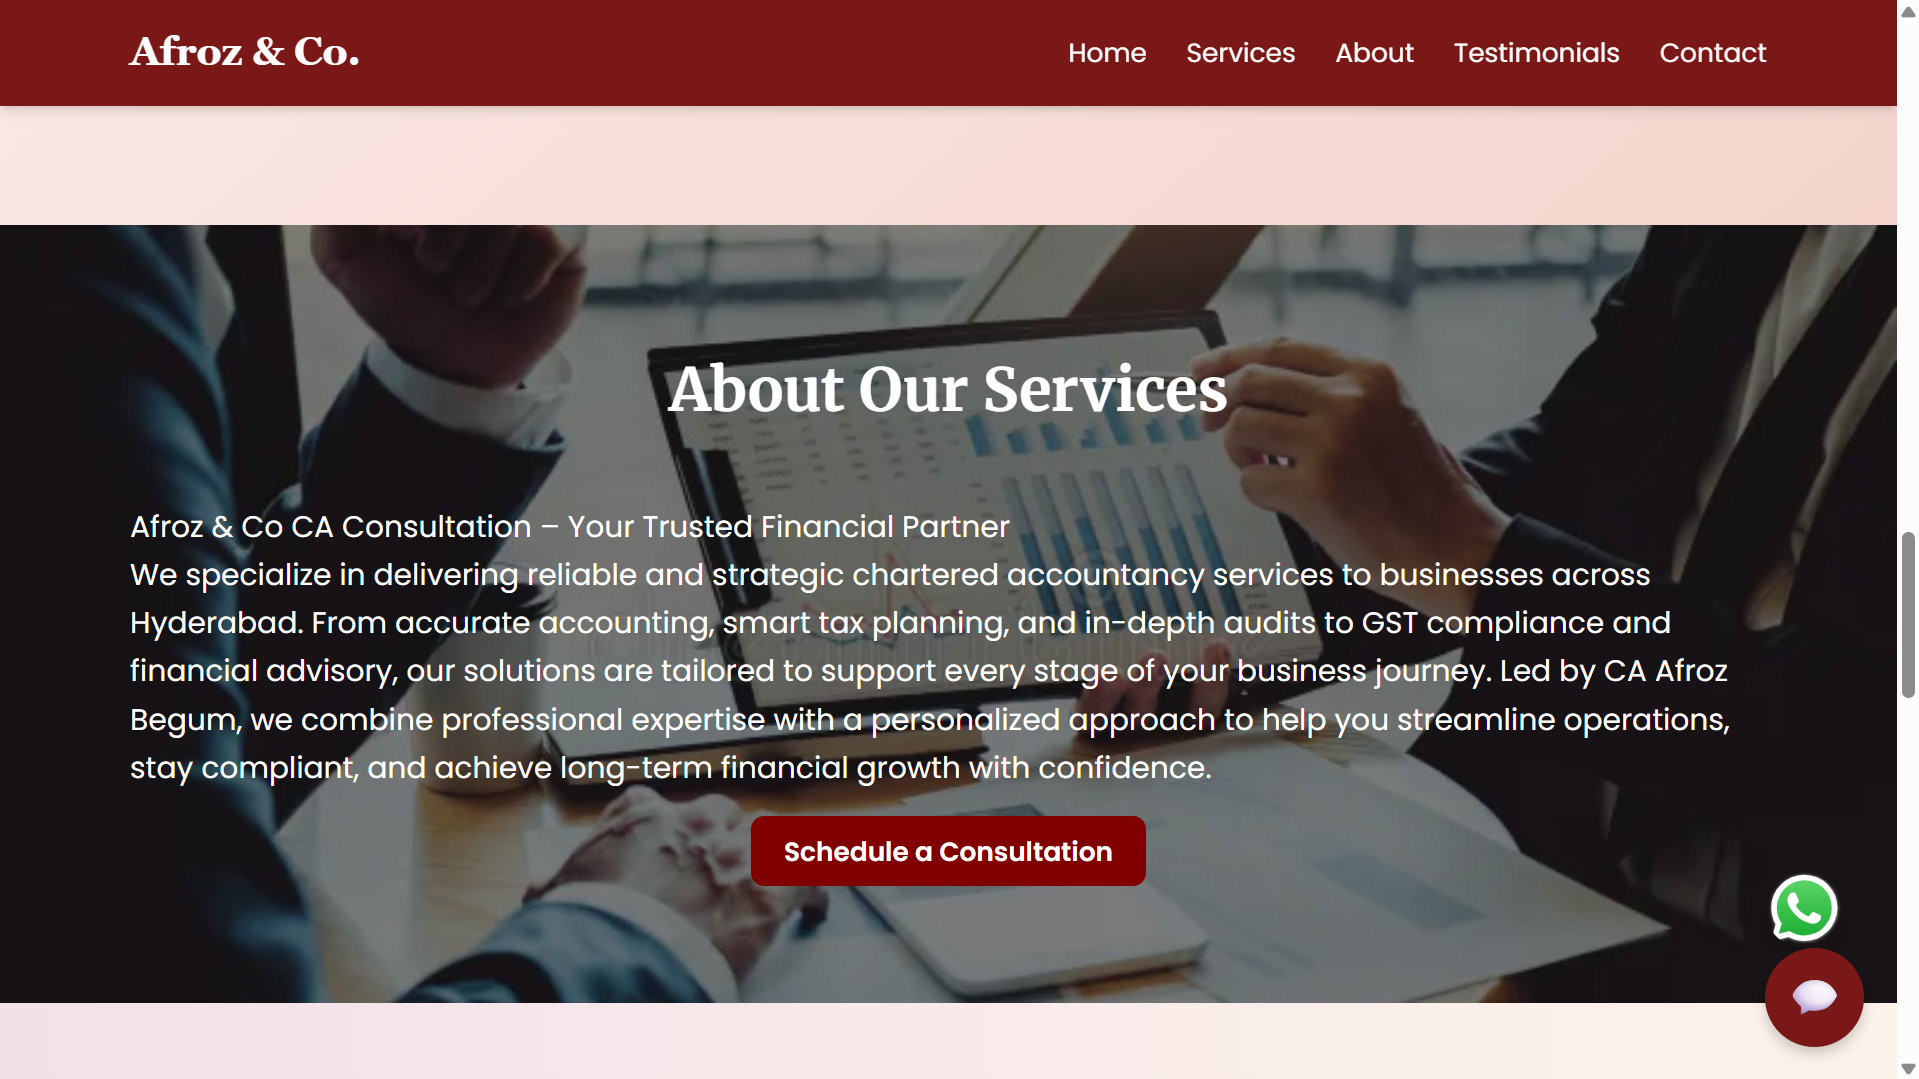 Afroz & Co.
Home Services About Testimonials Contact
About Our Services
Afroz & Co CA Consultation – Your Trusted Financial Partner
We specialize in delivering reliable and strategic chartered accountancy services to businesses across
Hyderabad. From accurate accounting, smart tax planning, and in-depth audits to GST compliance and
financial advisory, our solutions are tailored to support every stage of your business journey. Led by CA Afroz
Begum, we combine professional expertise with a personalized approach to help you streamline operations,
stay compliant, and achieve long-term financial growth with confidence.
Schedule a Consultation